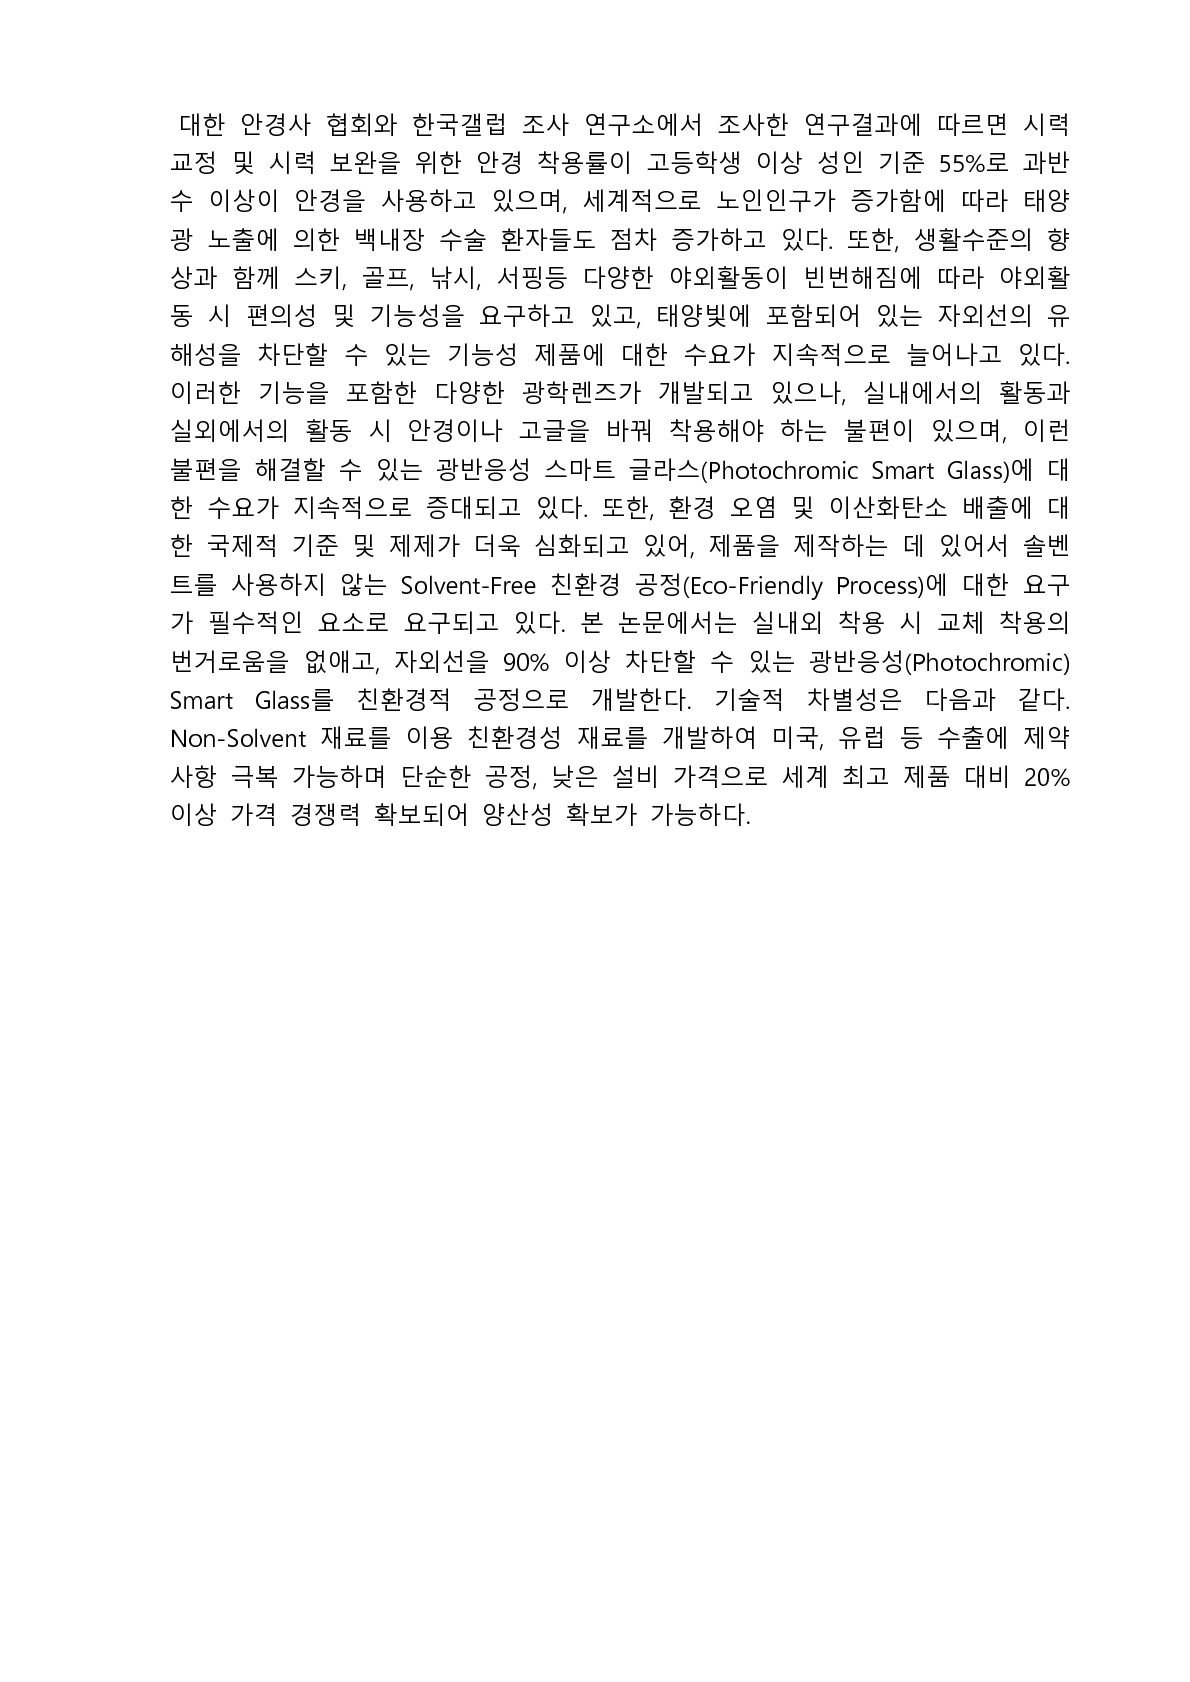 대한 안경사 협회와 한국갤럽 조사 연구소에서 조사한 연구결과에 따르면 시력
교정 및 시력 보완을 위한 안경 착용률이 고등학생 이상 성인 기준 55%로 과반
수 이상이 안경을 사용하고 있으며, 세계적으로 노인인구가 증가함에 따라 태양
광 노출에 의한 백내장 수술 환자들도 점차 증가하고 있다. 또한, 생활수준의 향
상과 함께 스키, 골프, 낚시, 서핑등 다양한 야외활동이 빈번해짐에 따라 야외활
동 시 편의성 및 기능성을 요구하고 있고, 태양빛에 포함되어 있는 자외선의 유
해성을 차단할 수 있는 기능성 제품에 대한 수요가 지속적으로 늘어나고 있다.
이러한 기능을 포함한 다양한 광학렌즈가 개발되고 있으나, 실내에서의 활동과
실외에서의 활동 시 안경이나 고글을 바꿔 착용해야 하는 불편이 있으며, 이런
불편을 해결할 수 있는 광반응성 스마트 글라스(Photochromic Smart Glass)에 대
한 수요가 지속적으로 증대되고 있다. 또한, 환경 오염 및 이산화탄소 배출에 대
한 국제적 기준 및 제제가 더욱 심화되고 있어, 제품을 제작하는 데 있어서 솔벤
트를 사용하지 않는 Solvent-Free 친환경 공정(Eco-Friendly Process)에 대한 요구
가 필수적인 요소로 요구되고 있다. 본 논문에서는 실내외 착용 시 교체 착용의
번거로움을 없애고, 자외선을 90% 이상 차단할 수 있는 광반응성(Photochromic)
Smart Glass를 친환경적 공정으로 개발한다. 기술적 차별성은 다음과 같다.
Non-Solvent 재료를 이용 친환경성 재료를 개발하여 미국, 유럽 등 수출에 제약
사항 극복 가능하며 단순한 공정, 낮은 설비 가격으로 세계 최고 제품 대비 20%
이상 가격 경쟁력 확보되어 양산성 확보가 가능하다.